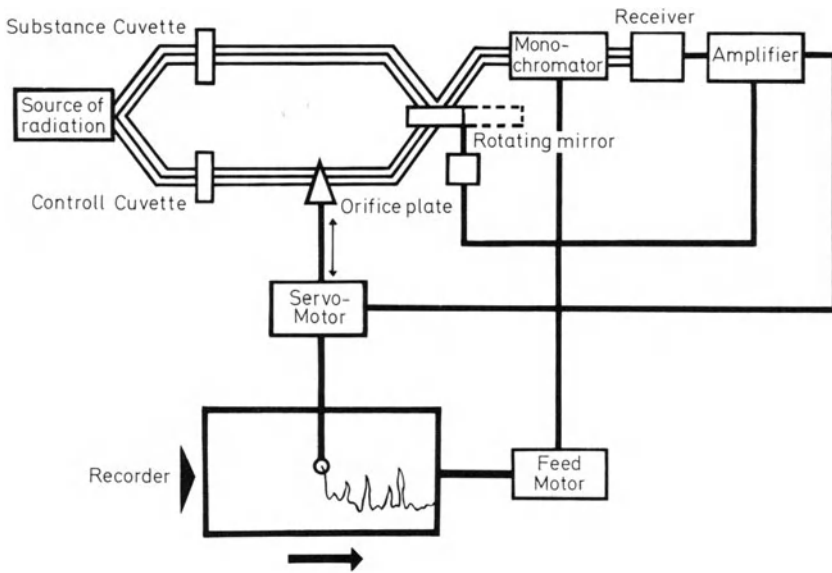 Substance Cuvette
Source of
radiation
Controll Cuvette
Mono-
chromator
Receiver
Amplifier
Rotating mirror
Orifice plate
Servo-
Motor
Recorder
Feed
Motor